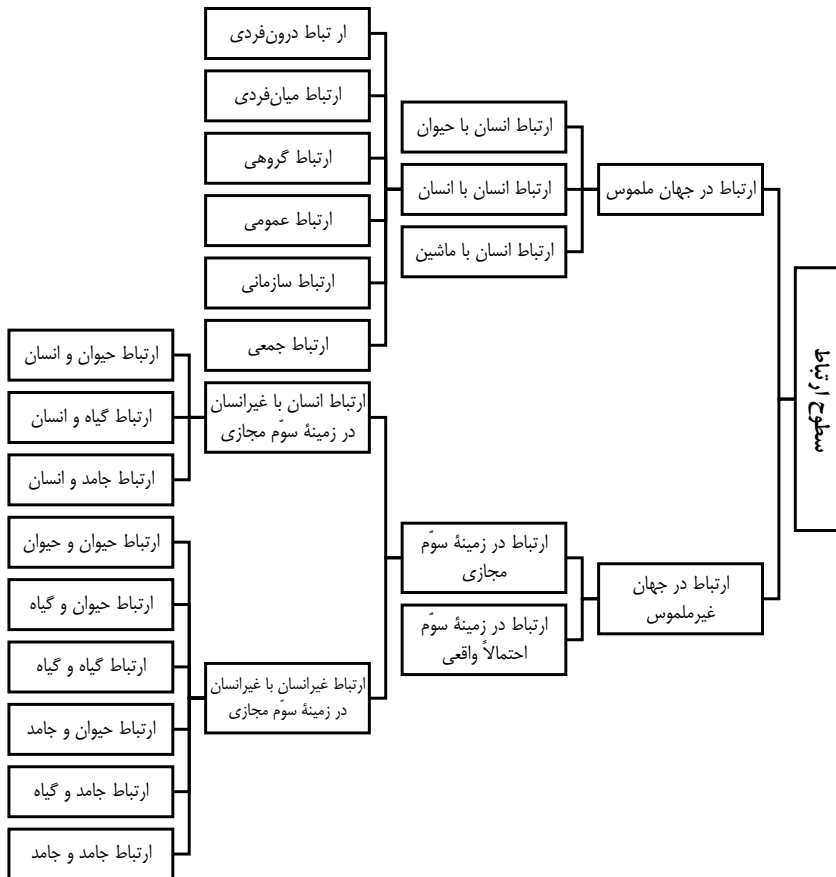 سطوح ارتباط
ارتباط در جهان ملموس
ارتباط انسان با حیوان
ارتباط انسان با انسان
ار تباط درون‌فردی
ارتباط میان‌فردی
ارتباط گروهی
ارتباط عمومی
ارتباط سازمانی
ارتباط جمعی
ارتباط انسان با ماشین
ارتباط در جهان
غیرملموس
ارتباط در زمینهٔ سوّم
مجازی
ارتباط انسان با غیرانسان
در زمینهٔ سوّم مجازی
ارتباط حیوان و انسان
ارتباط گیاه و انسان
ارتباط جامد و انسان
ارتباط غیرانسان با غیرانسان
در زمینهٔ سوّم مجازی
ارتباط حیوان و حیوان
ارتباط حیوان و گیاه
ارتباط گیاه و گیاه
ارتباط حیوان و جامد
ارتباط جامد و گیاه
ارتباط جامد و جامد
ارتباط در زمینهٔ سوّم
احتمالاً واقعی